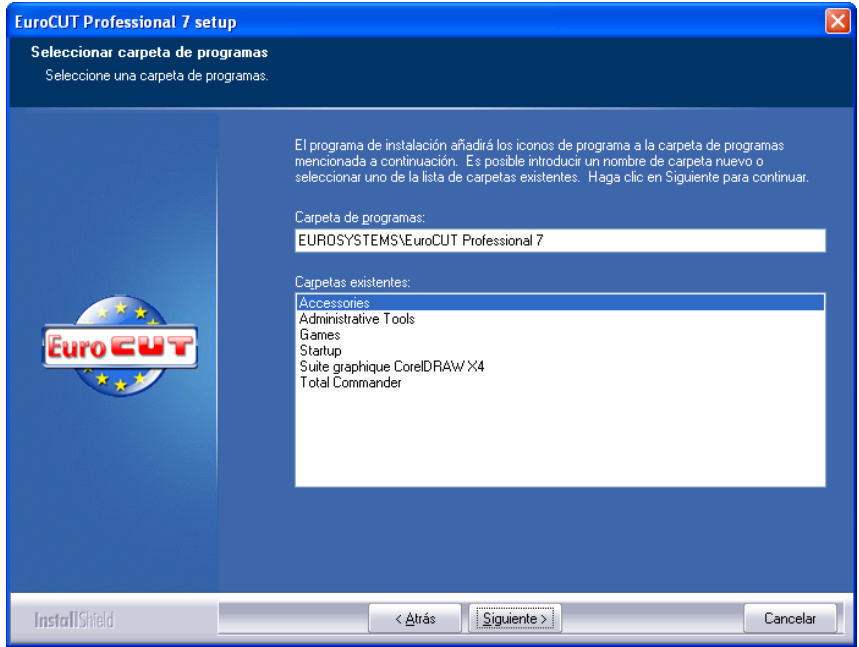 EuroCUT Professional 7 setup
Seleccionar carpeta de programas
Seleccione una carpeta de programas.
El programa de instalación añadirá los iconos de programa a la carpeta de programas
mencionada a continuación. Es posible introducir un nombre de carpeta nuevo o
seleccionar uno de la lista de carpetas existentes. Haga clic en Siguiente para continuar.
Carpeta de programas:
EUROSYSTEMS\EuroCUT Professional 7
Carpetas existentes:
Accessories
Administrative Tools
Games
Startup
Suite graphique CorelDRAW X4
Total Commander
Euro CUT
InstallShield
< Atrás
Siguiente >
Cancelar